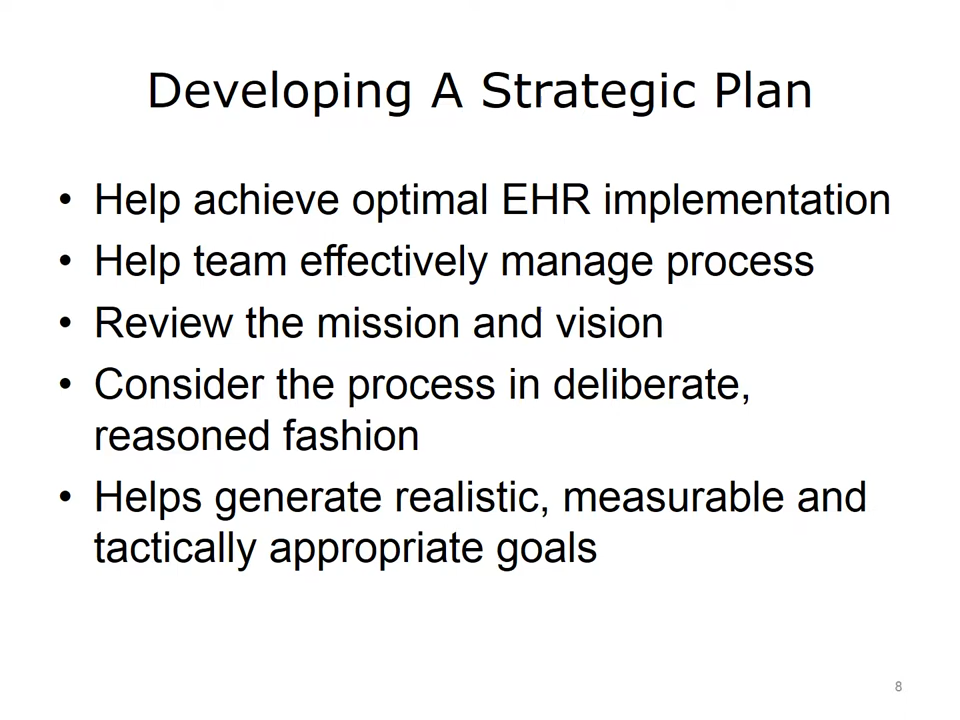 Developing A Strategic Plan
• Help achieve optimal EHR implementation
• Help team effectively manage process
• Review the mission and vision
• Consider the process in deliberate,
reasoned fashion
• Helps generate realistic, measurable and
tactically appropriate goals
8